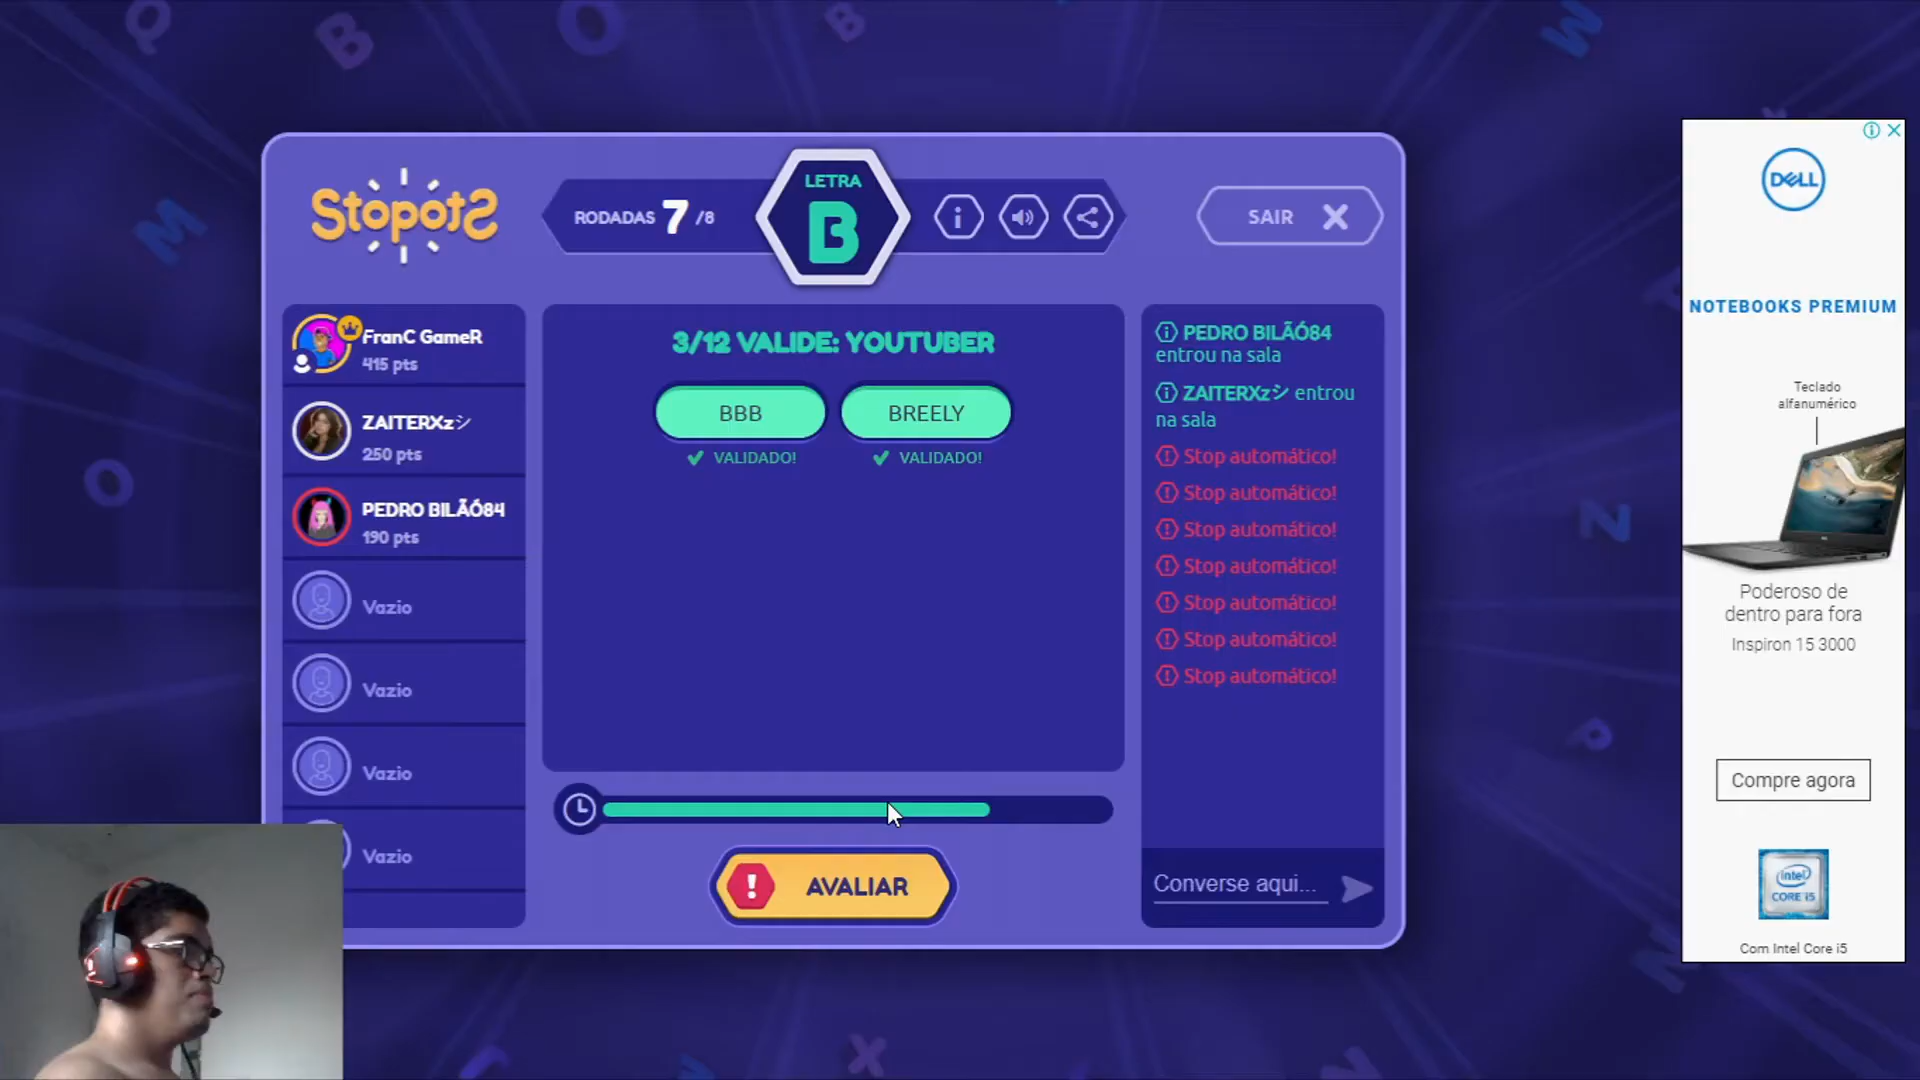 StopotS
RODADAS 7 /8
LETRA
B
SAIR
FranC GameR
415 pts
ZAITERXzシ
250 pts
PEDRO BILÃÓ84
190 pts
Vazio
Vazio
Vazio
Vazio
3/12 VALIDE: YOUTUBER
BBB
BREELY
VALIDADO!
VALIDADO!
AVALIAR
PEDRO BILÃÓ84
entrou na sala
ZAITERXzシ entrou
na sala
Stop automático!
Stop automático!
Stop automático!
Stop automático!
Stop automático!
Stop automático!
Stop automático!
Converse aqui...
DELL
NOTEBOOKS PREMIUM
Teclado
alfanumérico
Poderoso de
dentro para fora
Inspiron 15 3000
Compre agora
intel
CORE i5
Com Intel Core i5